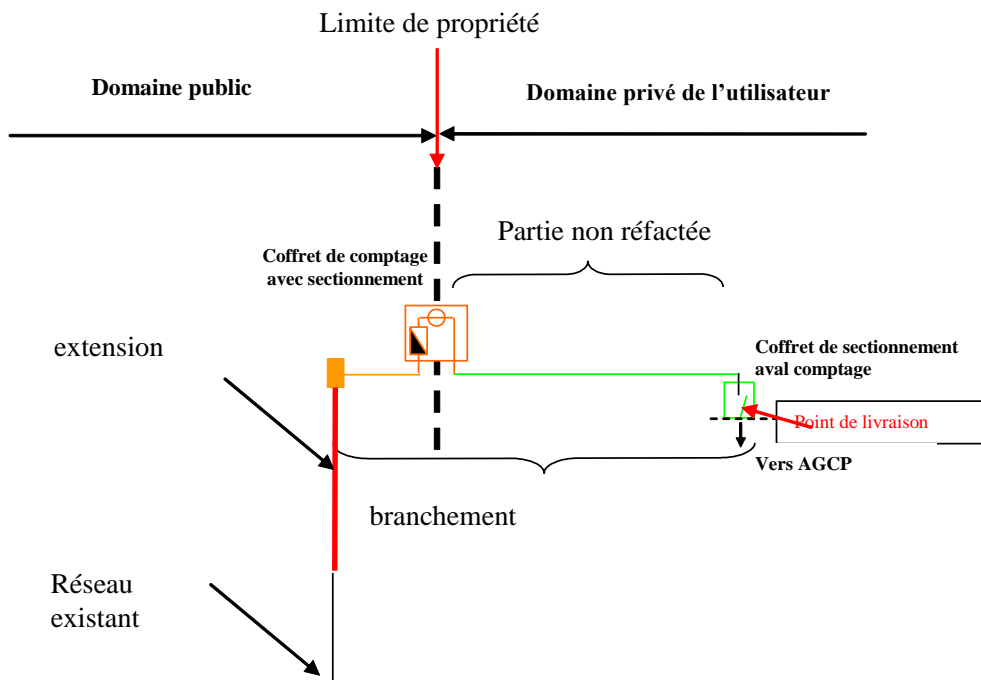 Limite de propriété
Domaine public
Domaine privé de l’utilisateur
Partie non réfactée
Coffret de comptage
avec sectionnement
extension
Coffret de sectionnement
aval comptage
Point de livraison
Vers AGCP
branchement
Réseau
existant